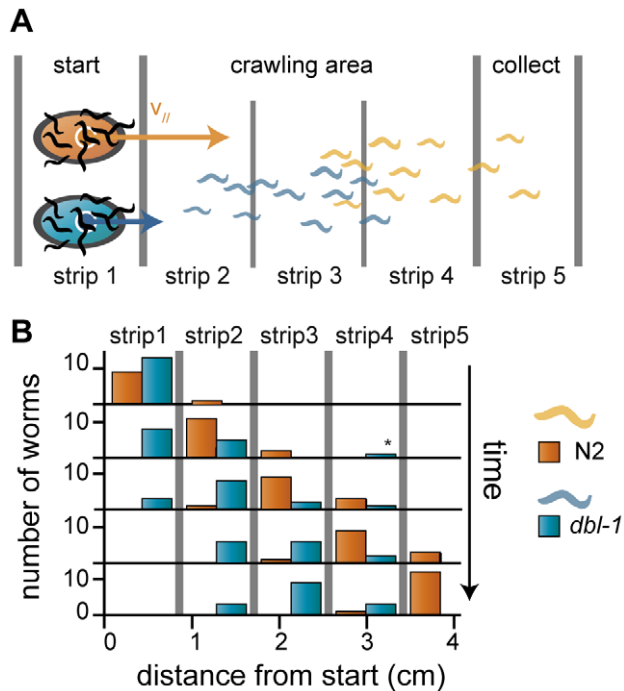 A
start crawling area collect
v//
strip 1 strip 2 strip 3 strip 4 strip 5
B
strip1 strip2 strip3 strip4 strip5
10
10
*
10
10
10
0
0 1 2 3 4
number of worms
distance from start (cm)
time
N2
dbl-1